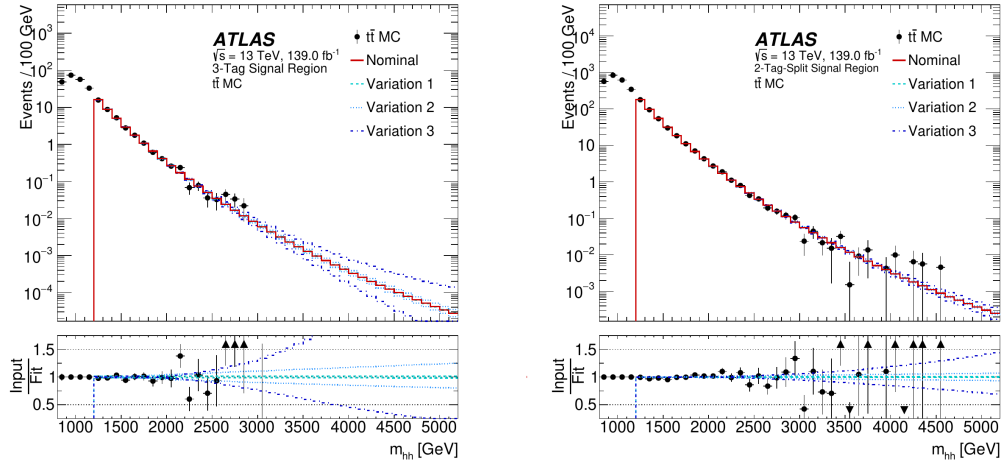 ATLAS
√s = 13 TeV, 139.0 fb⁻¹
3-Tag Signal Region
tt̄ MC
tt̄ MC
Nominal
Variation 1
Variation 2
Variation 3
Events / 100 GeV
10³
10²
10
1
10⁻¹
10⁻²
10⁻³
10⁻⁴
Input
Fit
1.5
1
0.5
1000 1500 2000 2500 3000 3500 4000 4500 5000
m_hh [GeV]
ATLAS
√s = 13 TeV, 139.0 fb⁻¹
2-Tag-Split Signal Region
tt̄ MC
tt̄ MC
Nominal
Variation 1
Variation 2
Variation 3
Events / 100 GeV
10⁴
10³
10²
10
1
10⁻¹
10⁻²
10⁻³
Input
Fit
1.5
1
0.5
1000 1500 2000 2500 3000 3500 4000 4500 5000
m_hh [GeV]